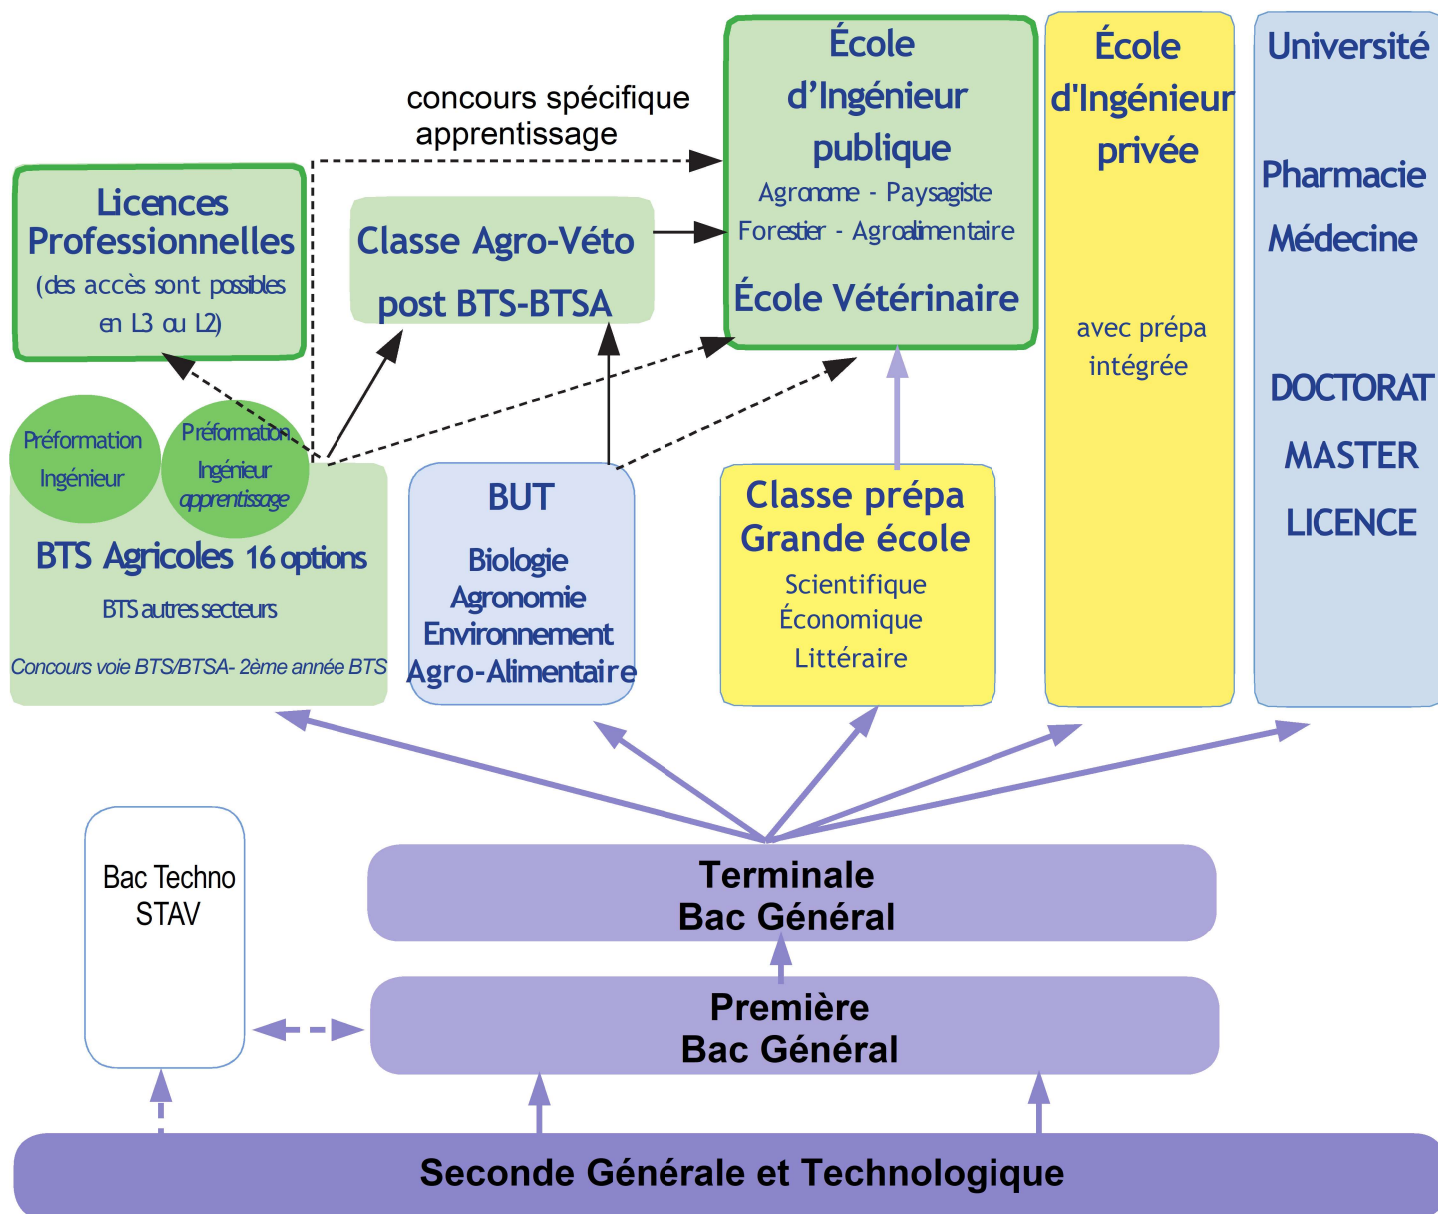 concours spécifique
apprentissage
Licences
Professionnelles
(des accès sont possibles
en L3 ou L2)
Classe Agro-Véto
post BTS-BTSA
École
d’Ingénieur
publique
Agronome - Paysagiste
Forestier - Agroalimentaire
École Vétérinaire
École
d'Ingénieur
privée
avec prépa
intégrée
Université
Pharmacie
Médecine
DOCTORAT
MASTER
LICENCE
Préformation
Ingénieur
Préformation
Ingénieur
apprentissage
BTS Agricoles 16 options
BTS autres secteurs
Concours voie BTS/BTSA- 2ème année BTS
BUT
Biologie
Agronomie
Environnement
Agro-Alimentaire
Classe prépa
Grande école
Scientifique
Économique
Littéraire
Bac Techno
STAV
Terminale
Bac Général
Première
Bac Général
Seconde Générale et Technologique